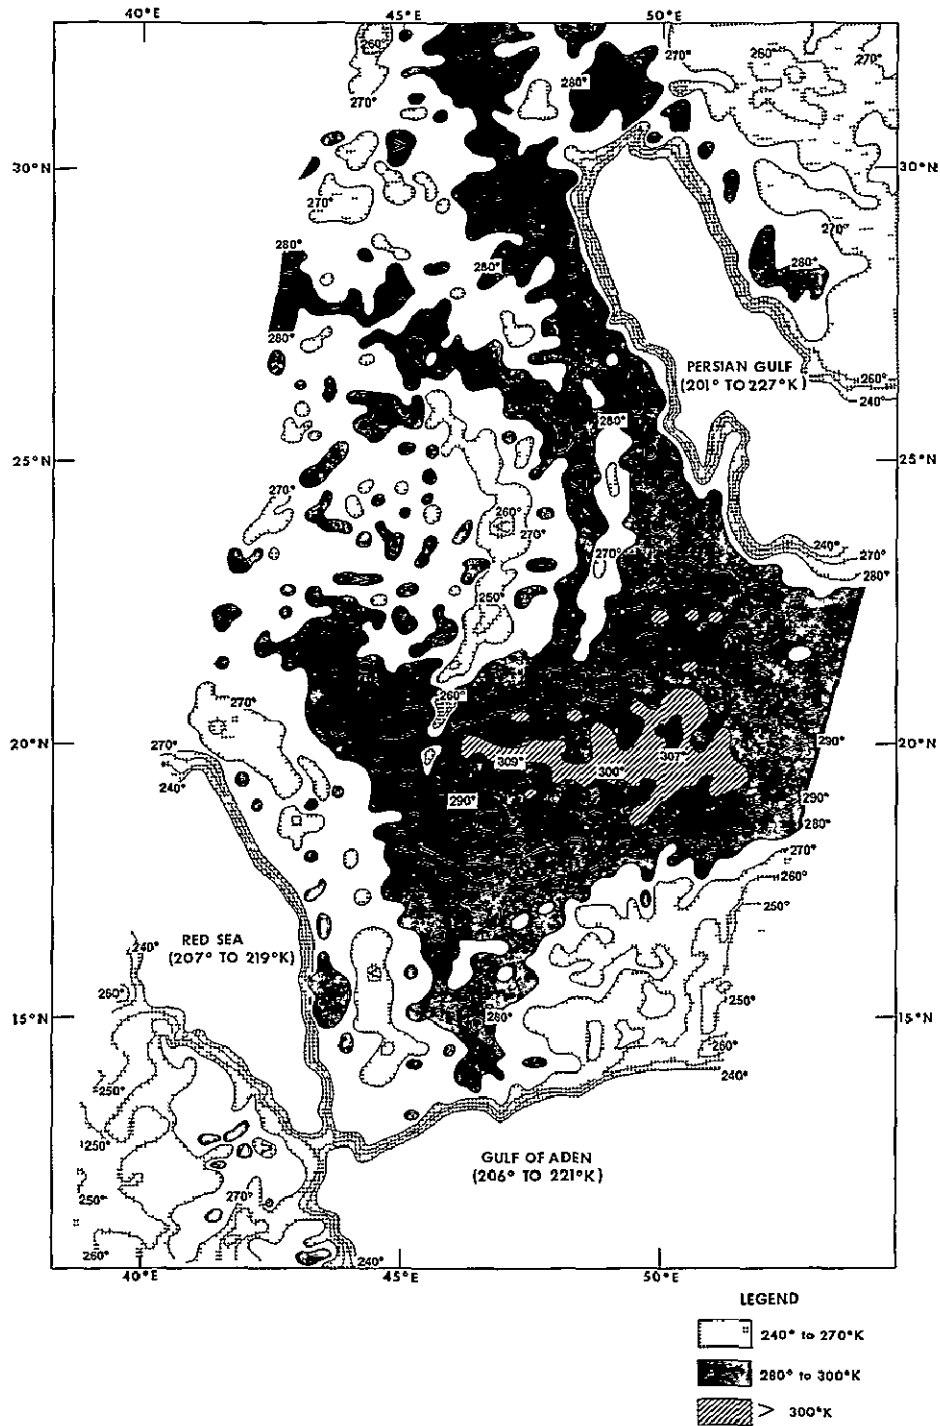 40°E 45°E 50°E
260° 270° 260° 270°
280°
270° 270°
30°N 30°N
270°
280° 280° 270° 280°
280°
PERSIAN GULF
(201° TO 227°K)
260°
240°
280°
25°N 25°N
270°
260°
270°
240°
270° 270°
280°
250°
260°
270°
20°N 290° 20°N
270° 309° 300° 307°
240°
290° 290°
280°
270°
260°
250°
RED SEA
(207° TO 219°K)
240°
260° 250°
15°N 280° 15°N
260°
250° 240°
250°
GULF OF ADEN
(206° TO 221°K)
250° 270°
260° 240°
40°E 45°E 50°E
LEGEND
240° to 270°K
280° to 300°K
> 300°K